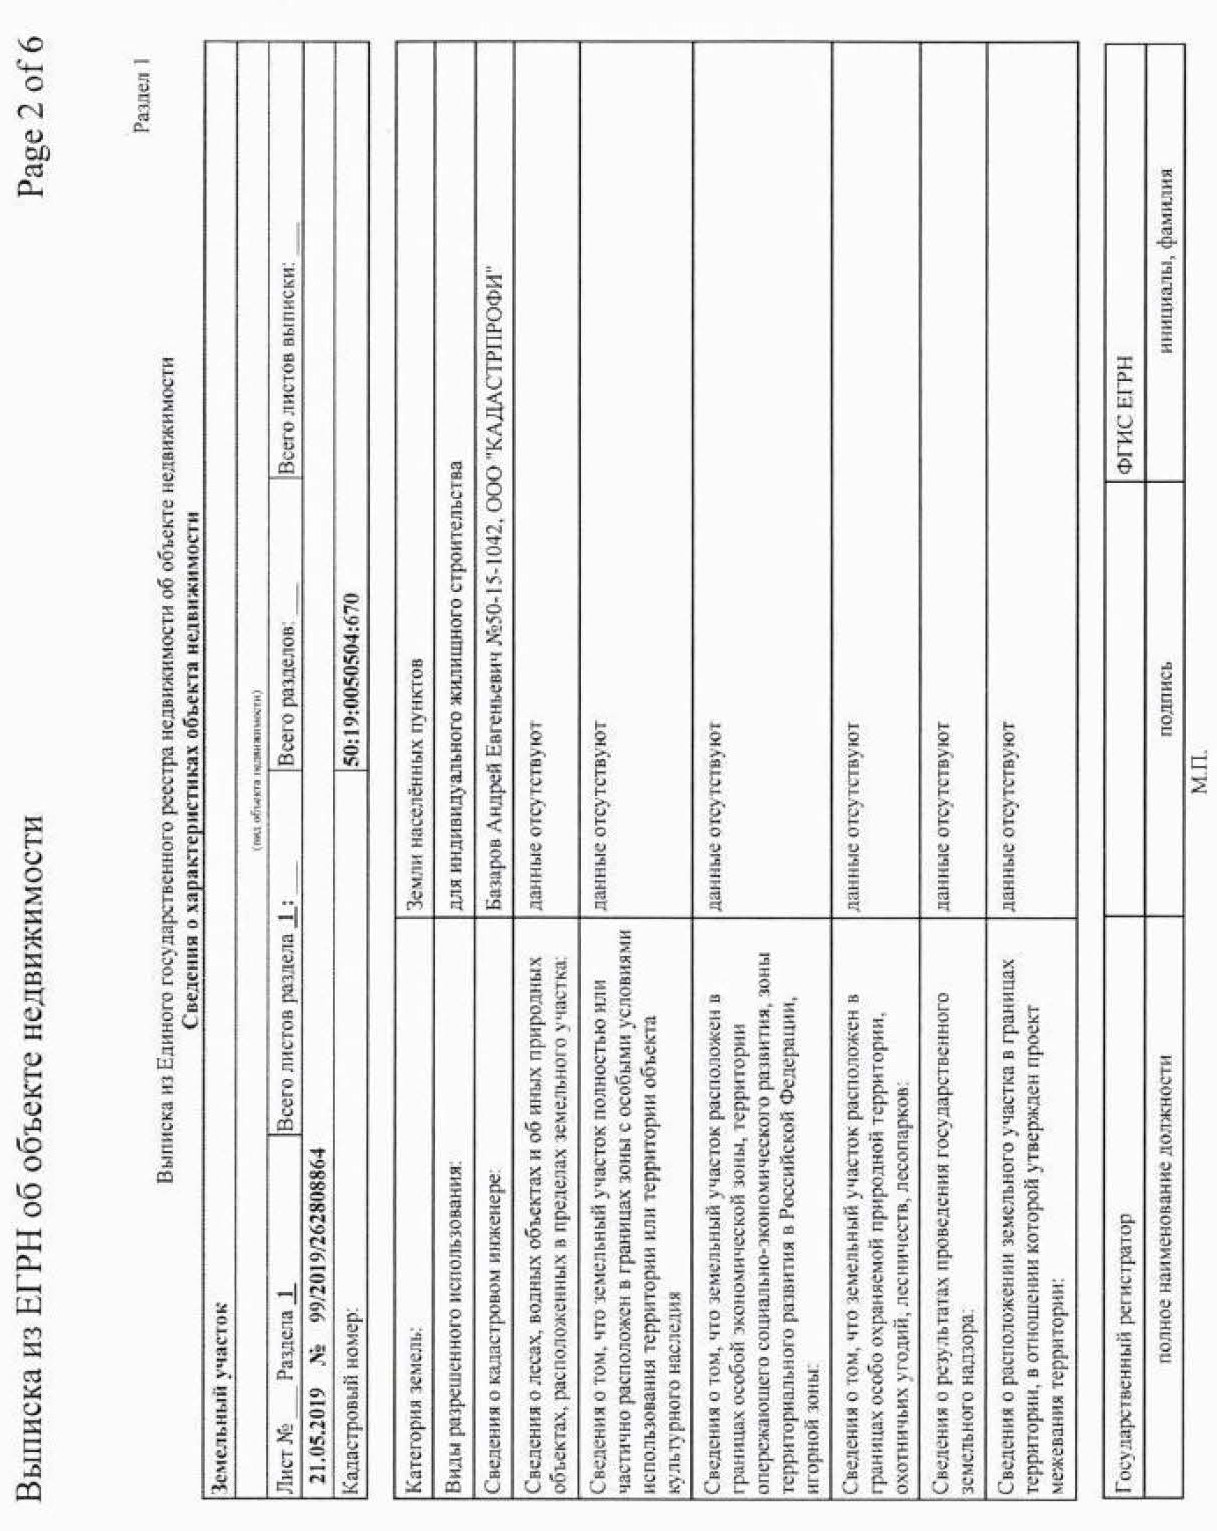 Выписка из ЕГРН об объекте недвижимости
Page 2 of 6
Раздел 1
Выписка из Единого государственного реестра недвижимости об объекте недвижимости
Сведения о характеристиках объекта недвижимости
Земельный участок
(вид объекта недвижимости)
Лист № ___ Раздела 1
Всего листов раздела 1 : ___
Всего разделов: ___
Всего листов выписки: ___
21.05.2019 № 99/2019/262808864
Кадастровый номер:
50:19:0050504:670
Категория земель:
Земли населённых пунктов
Виды разрешенного использования:
для индивидуального жилищного строительства
Сведения о кадастровом инженере:
Базаров Андрей Евгеньевич №50-15-1042, ООО "КАДАСТРПРОФИ"
Сведения о лесах, водных объектах и об иных природных
объектах, расположенных в пределах земельного участка:
данные отсутствуют
Сведения о том, что земельный участок полностью или
частично расположен в границах зоны с особыми условиями
использования территории или территории объекта
культурного наследия
данные отсутствуют
Сведения о том, что земельный участок расположен в
границах особой экономической зоны, территории
опережающего социально-экономического развития, зоны
территориального развития в Российской Федерации,
игорной зоны:
данные отсутствуют
Сведения о том, что земельный участок расположен в
границах особо охраняемой природной территории,
охотничьих угодий, лесничеств, лесопарков:
данные отсутствуют
Сведения о результатах проведения государственного
земельного надзора:
данные отсутствуют
Сведения о расположении земельного участка в границах
территории, в отношении которой утвержден проект
межевания территории:
данные отсутствуют
Государственный регистратор
ФГИС ЕГРН
полное наименование должности
подпись
инициалы, фамилия
М.П.